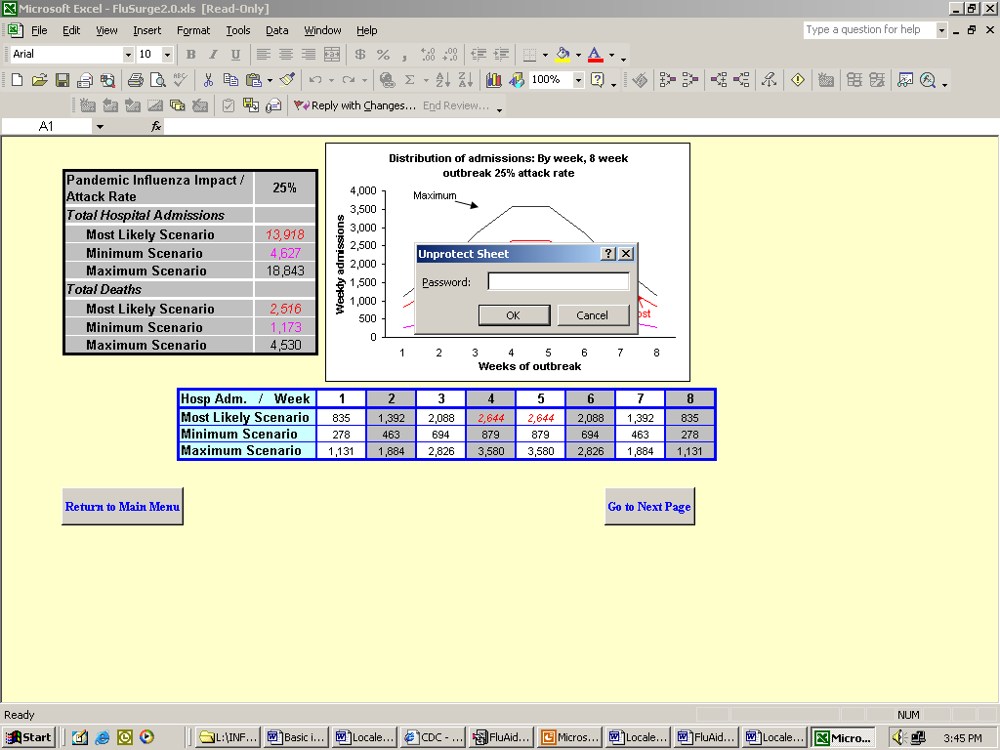 Microsoft Excel - FluSurge2.0.xls [Read-Only]
File Edit View Insert Format Tools Data Window Help
Type a question for help
Arial 10 B I U $ % ,
100%
Reply with Changes... End Review...
A1 fx
Pandemic Influenza Impact / Attack Rate 25%
Total Hospital Admissions
Most Likely Scenario 13,918
Minimum Scenario 4,627
Maximum Scenario 18,843
Total Deaths
Most Likely Scenario 2,516
Minimum Scenario 1,173
Maximum Scenario 4,530
Distribution of admissions: By week, 8 week
outbreak 25% attack rate
Weekly admissions
4,000
3,500
3,000
2,500
2,000
1,500
1,000
500
0
Maximum
ost
1 2 3 4 5 6 7 8
Weeks of outbreak
Unprotect Sheet
Password:
OK Cancel
Hosp Adm. / Week 1 2 3 4 5 6 7 8
Most Likely Scenario 835 1,392 2,088 2,644 2,644 2,088 1,392 835
Minimum Scenario 278 463 694 879 879 694 463 278
Maximum Scenario 1,131 1,884 2,826 3,580 3,580 2,826 1,884 1,131
Return to Main Menu
Go to Next Page
Ready NUM
Start L:\INF... Basic i... Locale... CDC - ... FluAid... Micros... Locale... FluAid... Locale... Micro... 3:45 PM